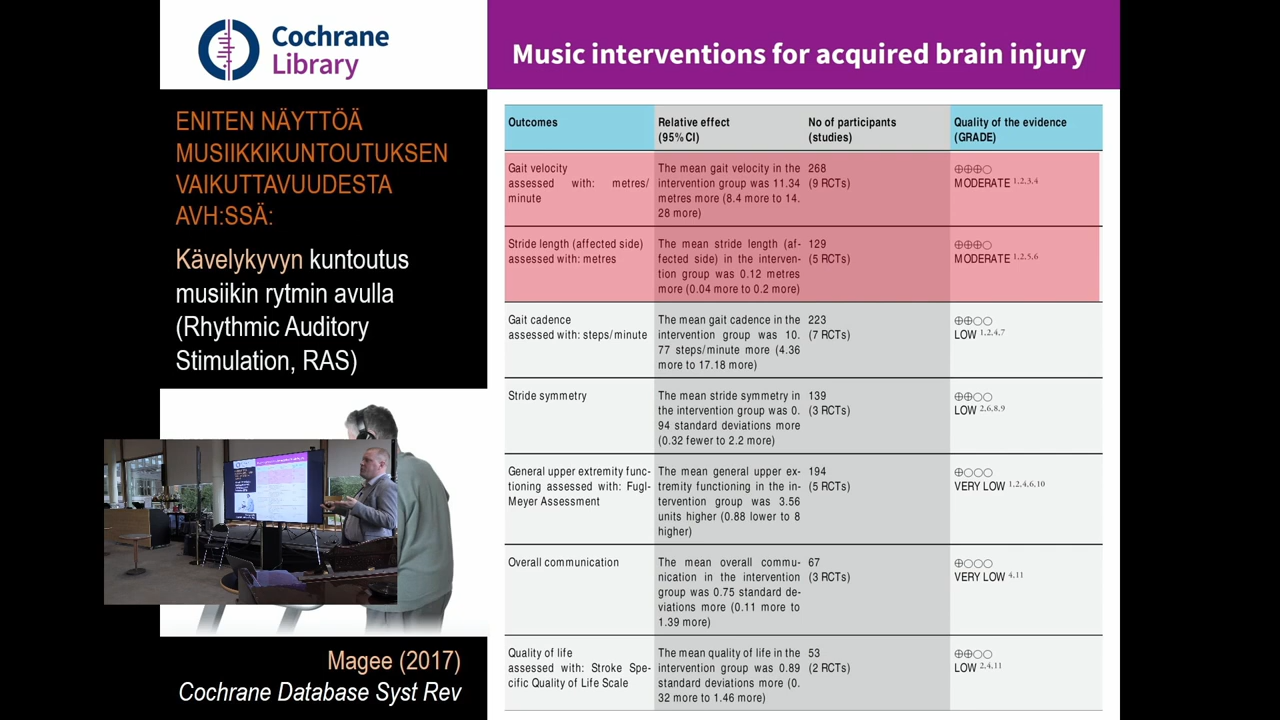 Cochrane
Library
Music interventions for acquired brain injury
ENITEN NÄYTTÖÄ
MUSIIKKIKUNTOUTUKSEN
VAIKUTTAVUUDESTA
AVH:SSÄ:
Kävelykyvyn kuntoutus
musiikin rytmin avulla
(Rhythmic Auditory
Stimulation, RAS)
Magee (2017)
Cochrane Database Syst Rev
Outcomes
Relative effect
(95% CI)
No of participants
(studies)
Quality of the evidence
(GRADE)
Gait velocity
assessed with: metres/
minute
The mean gait velocity in the
intervention group was 11.34
metres more (8.4 more to 14.
28 more)
268
(9 RCTs)
⊕⊕⊕○
MODERATE 1,2,3,4
Stride length (affected side)
assessed with: metres
The mean stride length (af-
fected side) in the interven-
tion group was 0.12 metres
more (0.04 more to 0.2 more)
129
(5 RCTs)
⊕⊕⊕○
MODERATE 1,2,5,6
Gait cadence
assessed with: steps/minute
The mean gait cadence in the
intervention group was 10.
77 steps/minute more (4.36
more to 17.18 more)
223
(7 RCTs)
⊕⊕○○
LOW 1,2,4,7
Stride symmetry
The mean stride symmetry in
the intervention group was 0.
94 standard deviations more
(0.32 fewer to 2.2 more)
139
(3 RCTs)
⊕⊕○○
LOW 2,6,8,9
General upper extremity func-
tioning assessed with: Fugl-
Meyer Assessment
The mean general upper ex-
tremity functioning in the in-
tervention group was 3.56
units higher (0.88 lower to 8
higher)
194
(5 RCTs)
⊕○○○
VERY LOW 1,2,4,6,10
Overall communication
The mean overall commu-
nication in the intervention
group was 0.75 standard de-
viations more (0.11 more to
1.39 more)
67
(3 RCTs)
⊕○○○
VERY LOW 4,11
Quality of life
assessed with: Stroke Spe-
cific Quality of Life Scale
The mean quality of life in the
intervention group was 0.89
standard deviations more (0.
32 more to 1.46 more)
53
(2 RCTs)
⊕⊕○○
LOW 2,4,11